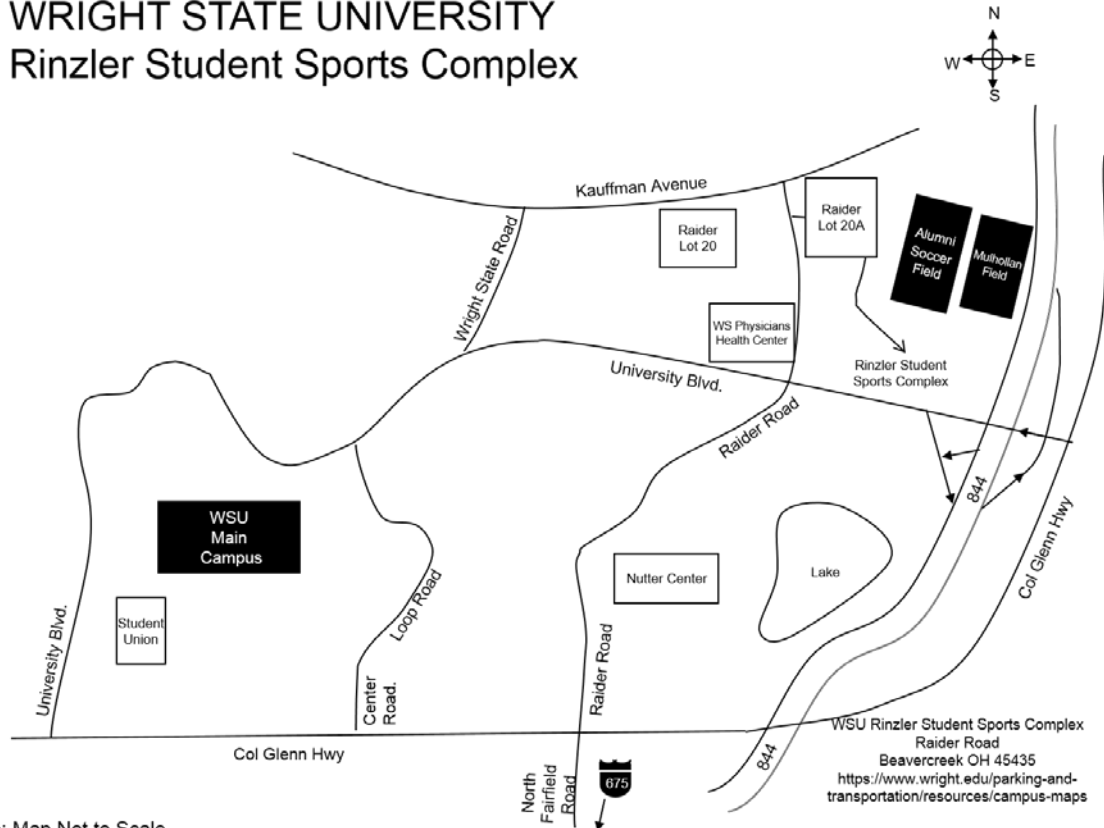 WRIGHT STATE UNIVERSITY
Rinzler Student Sports Complex
N
W
E
S
Kauffman Avenue
Raider
Lot 20
Raider
Lot 20A
Alumni
Soccer
Field
Mulhollan
Field
Wright State Road
WS Physicians
Health Center
Rinzler Student
Sports Complex
University Blvd.
Raider Road
844
Col Glenn Hwy
WSU
Main
Campus
Nutter Center
Lake
Student
Union
Loop Road
University Blvd.
Center
Road.
Raider Road
Col Glenn Hwy
844
North
Fairfield
Road
675
WSU Rinzler Student Sports Complex
Raider Road
Beavercreek OH 45435
https://www.wright.edu/parking-and-
transportation/resources/campus-maps
: Map Not to Scale